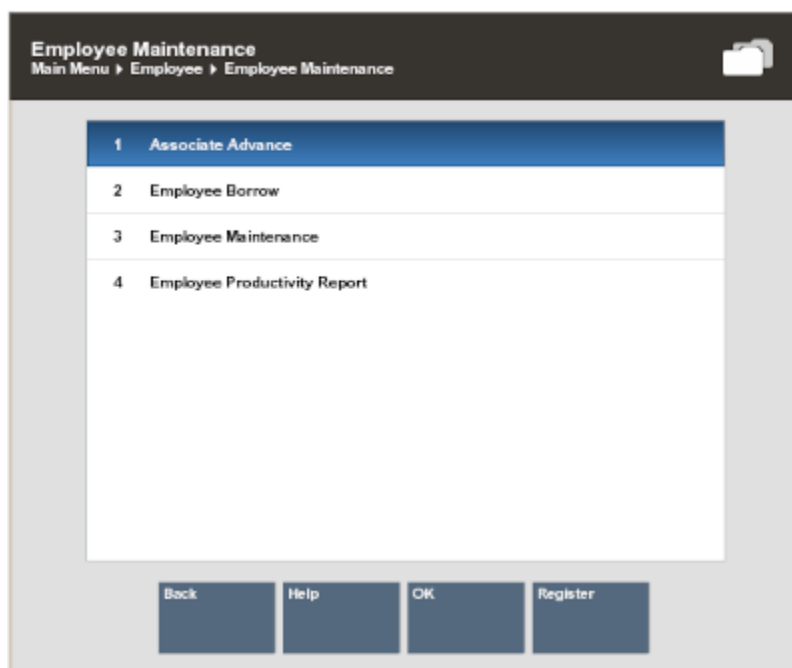 Employee Maintenance
Main Menu ▸ Employee ▸ Employee Maintenance
1 Associate Advance
2 Employee Borrow
3 Employee Maintenance
4 Employee Productivity Report
Back Help OK Register